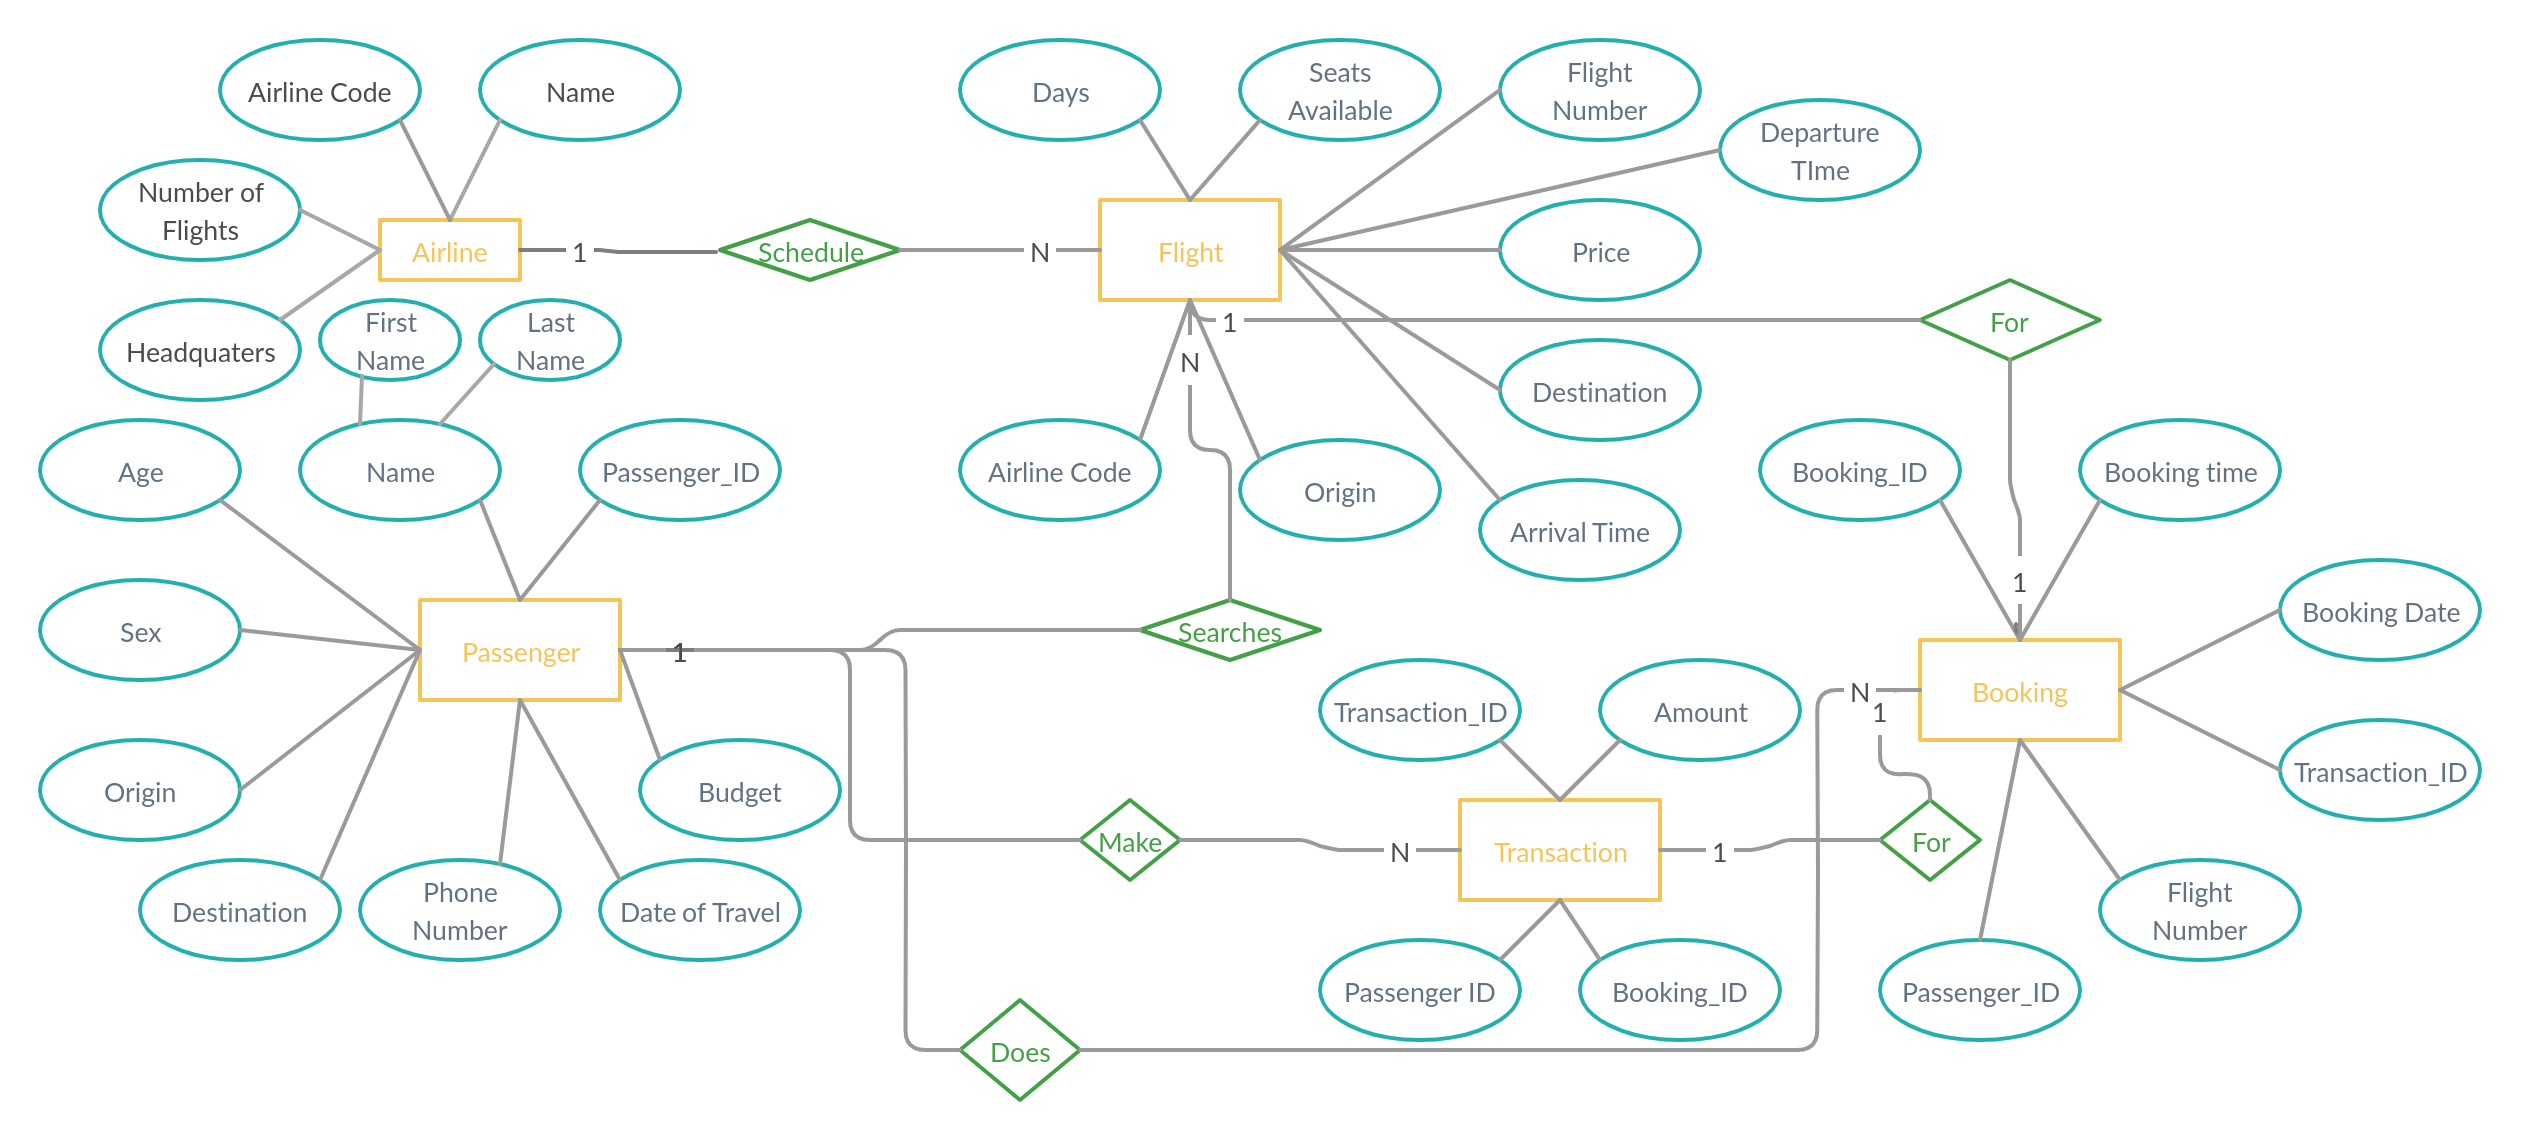 Airline Code
Name
Days
Seats
Available
Flight
Number
Departure
TIme
Number of
Flights
Airline
1
Schedule
N
Flight
Price
Headquaters
First
Name
Last
Name
1
For
N
Destination
Age
Name
Passenger_ID
Airline Code
Origin
Arrival Time
Booking_ID
Booking time
1
Sex
Passenger
1
Searches
Booking Date
Transaction_ID
Amount
N
1
Booking
Origin
Budget
Transaction_ID
Make
N
Transaction
1
For
Destination
Phone
Number
Date of Travel
Flight
Number
Passenger ID
Booking_ID
Passenger_ID
Does